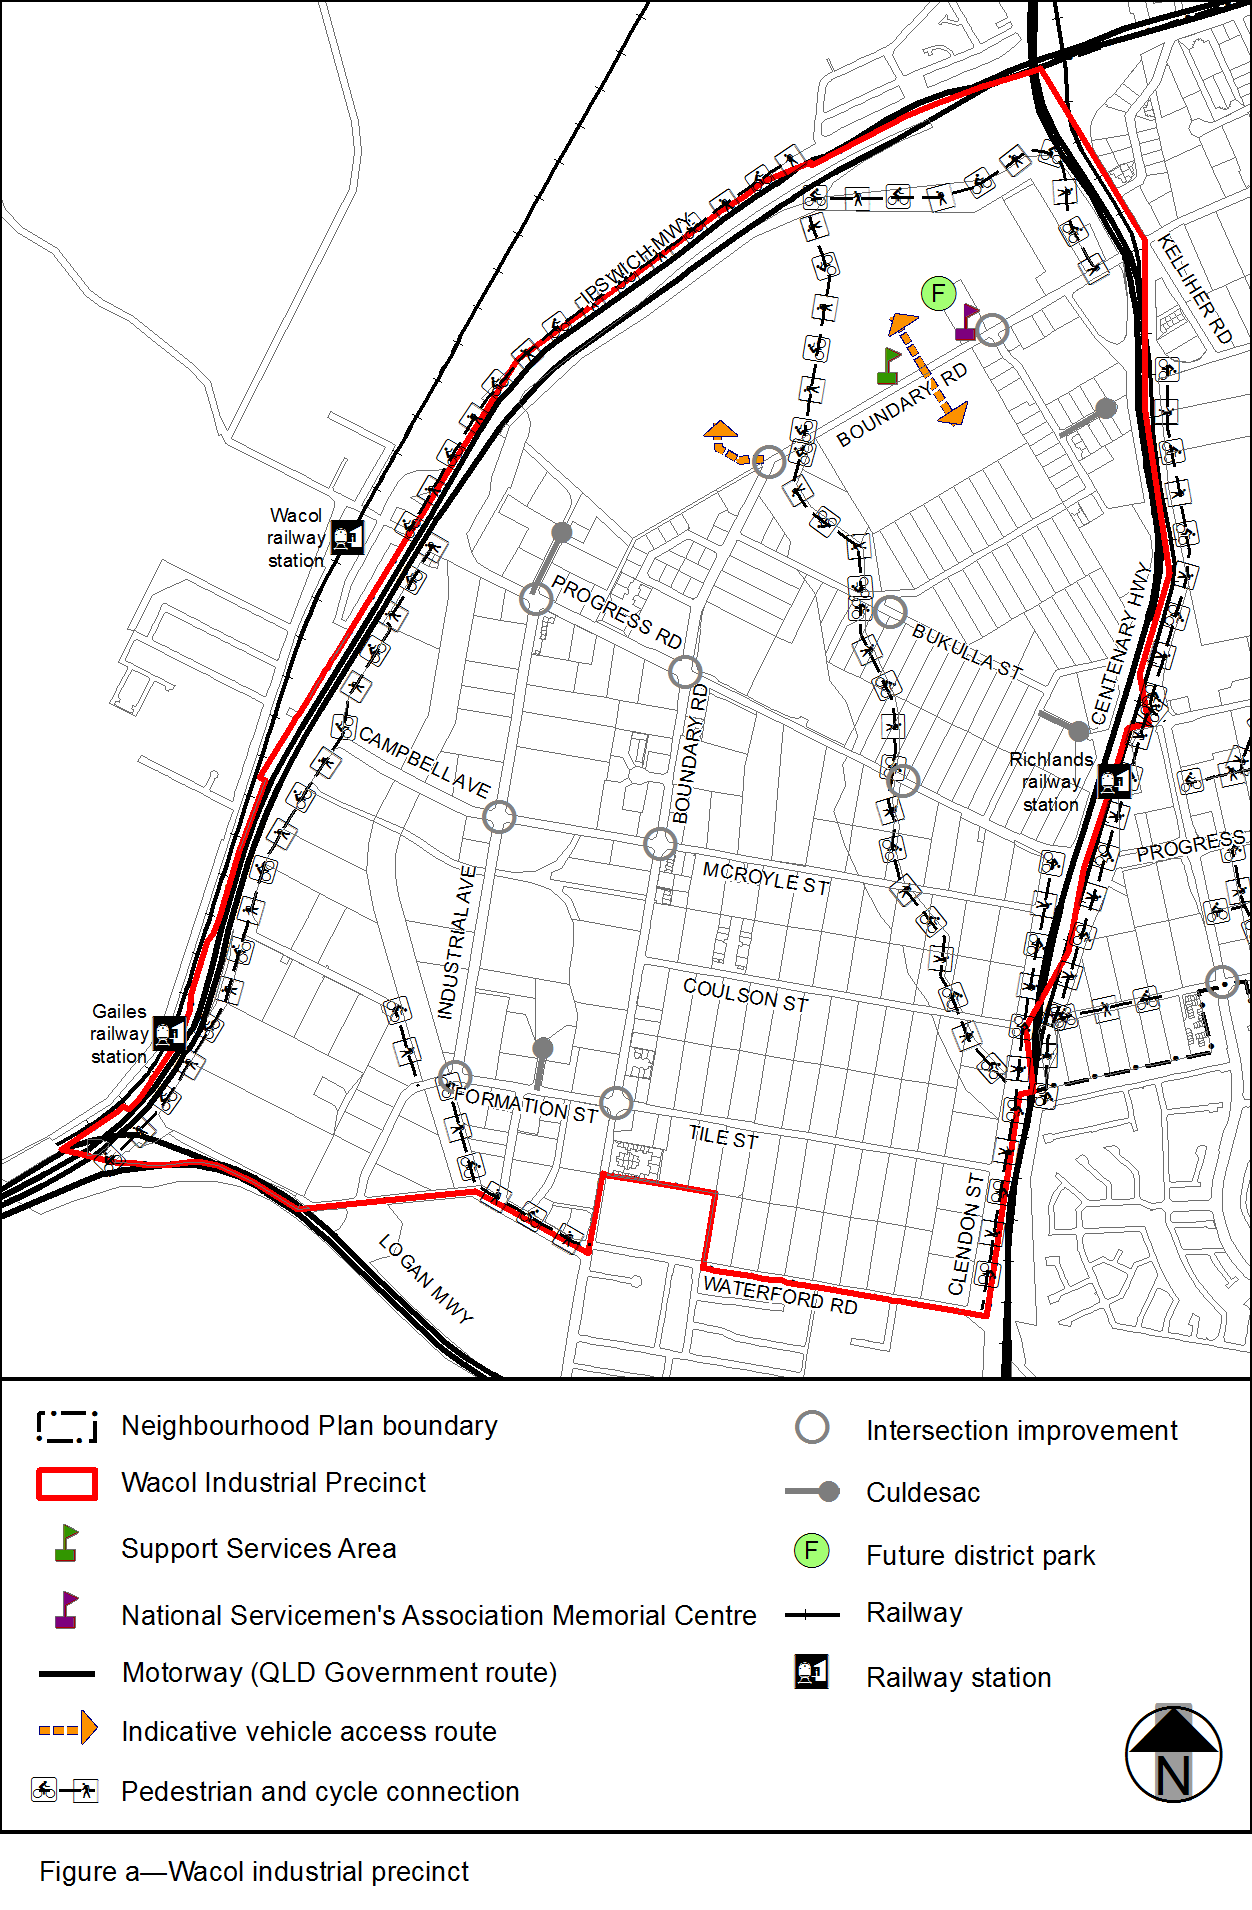 IPSWICH MWY
KELLIHER RD
F
BOUNDARY RD
Wacol
railway
station
PROGRESS RD
BUKULLA ST
CENTENARY HWY
BOUNDARY RD
CAMPBELL AVE
Richlands
railway
station
PROGRESS
MCROYLE ST
INDUSTRIAL AVE
COULSON ST
Gailes
railway
station
FORMATION ST
TILE ST
CLENDON ST
LOGAN MWY
WATERFORD RD
Neighbourhood Plan boundary
Wacol Industrial Precinct
Support Services Area
National Servicemen's Association Memorial Centre
Motorway (QLD Government route)
Indicative vehicle access route
Pedestrian and cycle connection
Intersection improvement
Culdesac
F
Future district park
Railway
Railway station
N
Figure a—Wacol industrial precinct